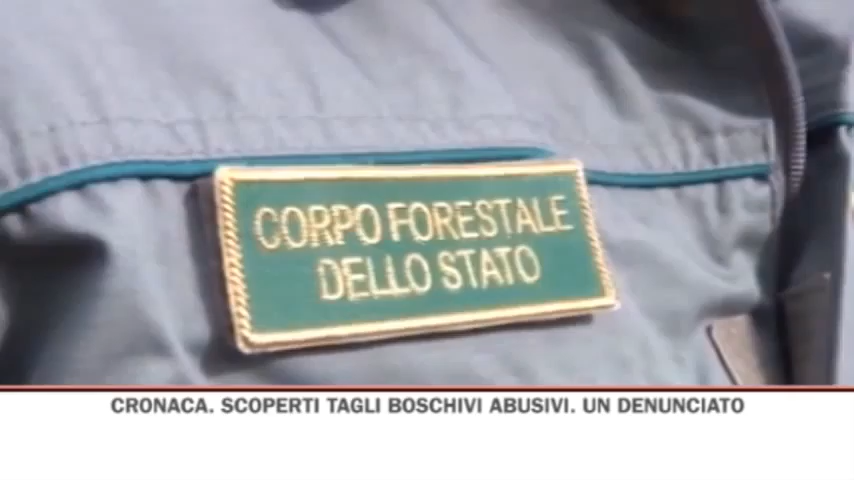 CORPO FORESTALE
DELLO STATO
CRONACA. SCOPERTI TAGLI BOSCHIVI ABUSIVI. UN DENUNCIATO